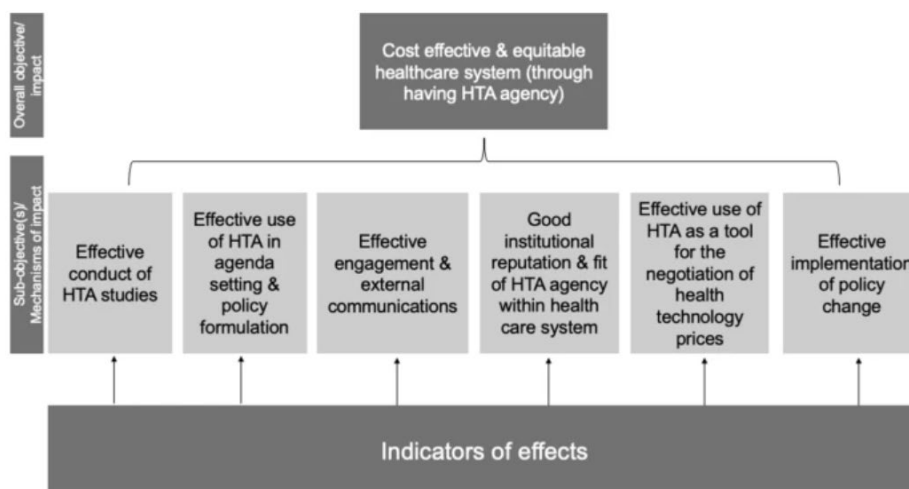 Overall objective/
impact
Cost effective & equitable
healthcare system (through
having HTA agency)
Sub-objective(s)/
Mechanisms of impact
Effective
conduct of
HTA studies
Effective use
of HTA in
agenda
setting &
policy
formulation
Effective
engagement &
external
communications
Good
institutional
reputation & fit
of HTA agency
within health
care system
Effective use of
HTA as a tool
for the
negotiation of
health
technology
prices
Effective
implementation
of policy
change
Indicators of effects